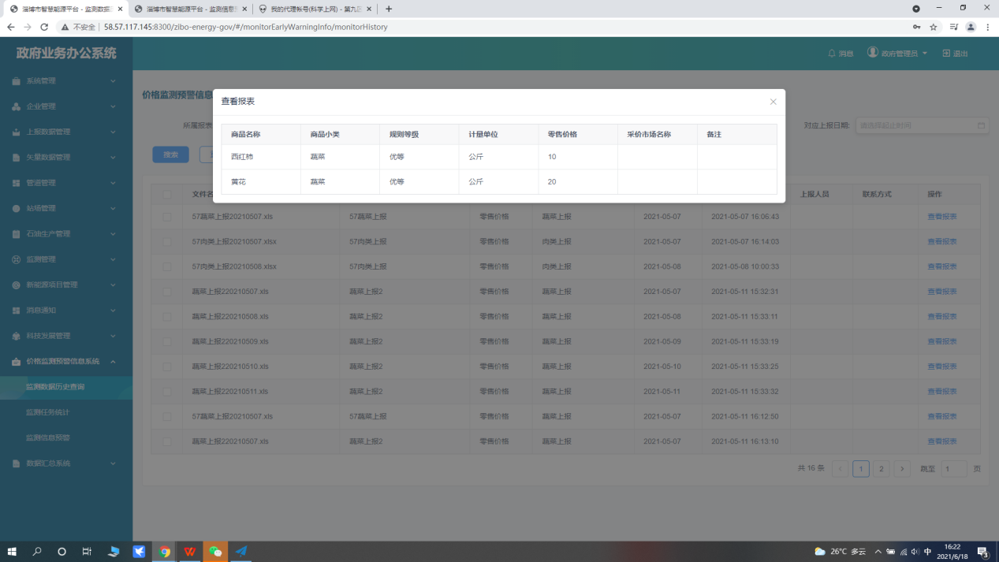 淄博市智慧能源平台 - 监测数据
淄博市智慧能源平台 - 监测信息
我的代理帐号(科学上网) - 第九区
不安全 58.57.117.145:8300/zibo-energy-gov/#/monitorEarlyWarningInfo/monitorHistory
政府业务办公系统
消息 政府管理员 退出
系统管理
企业管理
上报数据管理
矢量数据管理
管道管理
站场管理
石油生产管理
监测管理
新能源项目管理
消息通知
科技发展管理
价格监测预警信息系统
监测数据历史查询
监测任务统计
监测信息预警
数据汇总系统
价格监测预警信息
所属报表
对应上报日期: 请选择起止时间
搜索
查看报表
商品名称 商品小类 规则等级 计量单位 零售价格 采价市场名称 备注
西红柿 蔬菜 优等 公斤 10
黄花 蔬菜 优等 公斤 20
文件名 上报人员 联系方式 操作
57蔬菜上报20210507.xls 57蔬菜上报 零售价格 蔬菜上报 2021-05-07 2021-05-07 16:06:43 查看报表
57肉类上报20210507.xlsx 57肉类上报 零售价格 肉类上报 2021-05-07 2021-05-07 16:14:03 查看报表
57肉类上报20210508.xlsx 57肉类上报 零售价格 肉类上报 2021-05-08 2021-05-08 10:00:33 查看报表
蔬菜上报220210507.xls 蔬菜上报2 零售价格 蔬菜上报 2021-05-07 2021-05-11 15:32:31 查看报表
蔬菜上报220210508.xls 蔬菜上报2 零售价格 蔬菜上报 2021-05-08 2021-05-11 15:33:11 查看报表
蔬菜上报220210509.xls 蔬菜上报2 零售价格 蔬菜上报 2021-05-09 2021-05-11 15:33:19 查看报表
蔬菜上报220210510.xls 蔬菜上报2 零售价格 蔬菜上报 2021-05-10 2021-05-11 15:33:25 查看报表
蔬菜上报220210511.xls 蔬菜上报2 零售价格 蔬菜上报 2021-05-11 2021-05-11 15:33:32 查看报表
57蔬菜上报20210507.xls 57蔬菜上报 零售价格 蔬菜上报 2021-05-07 2021-05-11 16:12:50 查看报表
蔬菜上报220210507.xls 蔬菜上报2 零售价格 蔬菜上报 2021-05-07 2021-05-11 16:13:10 查看报表
共 16 条 1 2 跳至 1 页
26°C 多云 中 16:22
2021/6/18 3